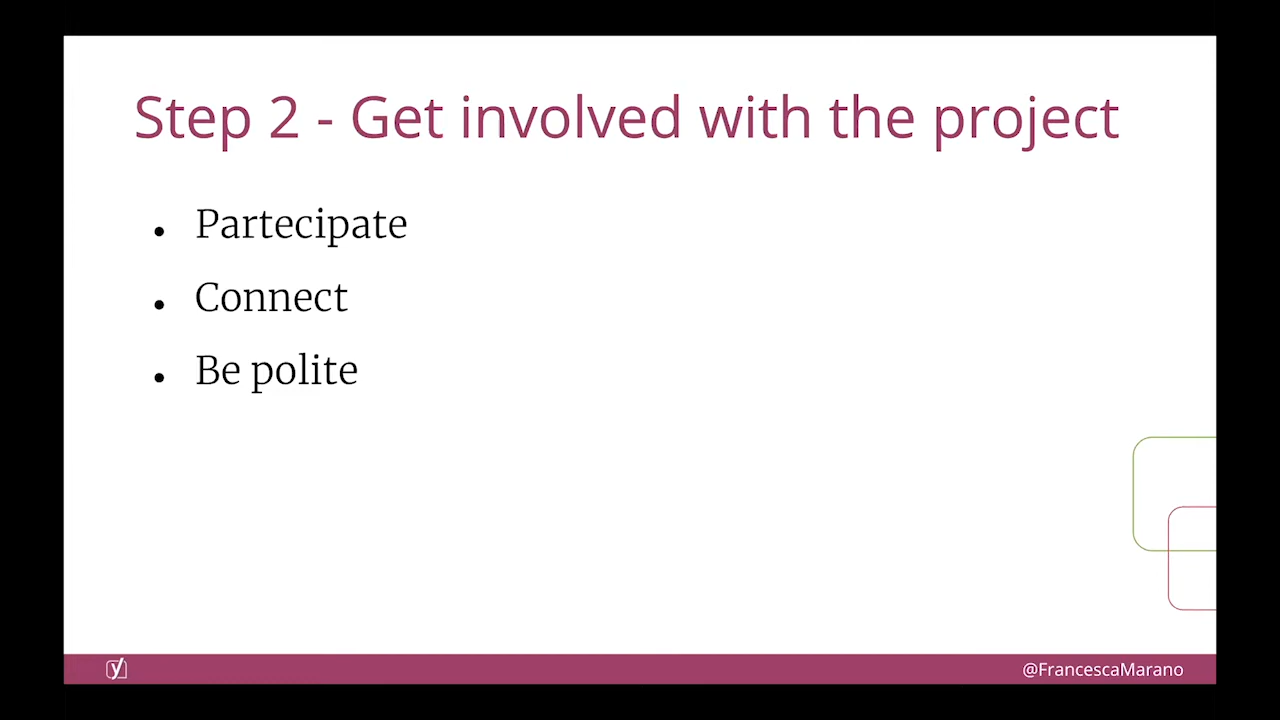 Step 2 - Get involved with the project
• Partecipate
• Connect
• Be polite
y
@FrancescaMarano